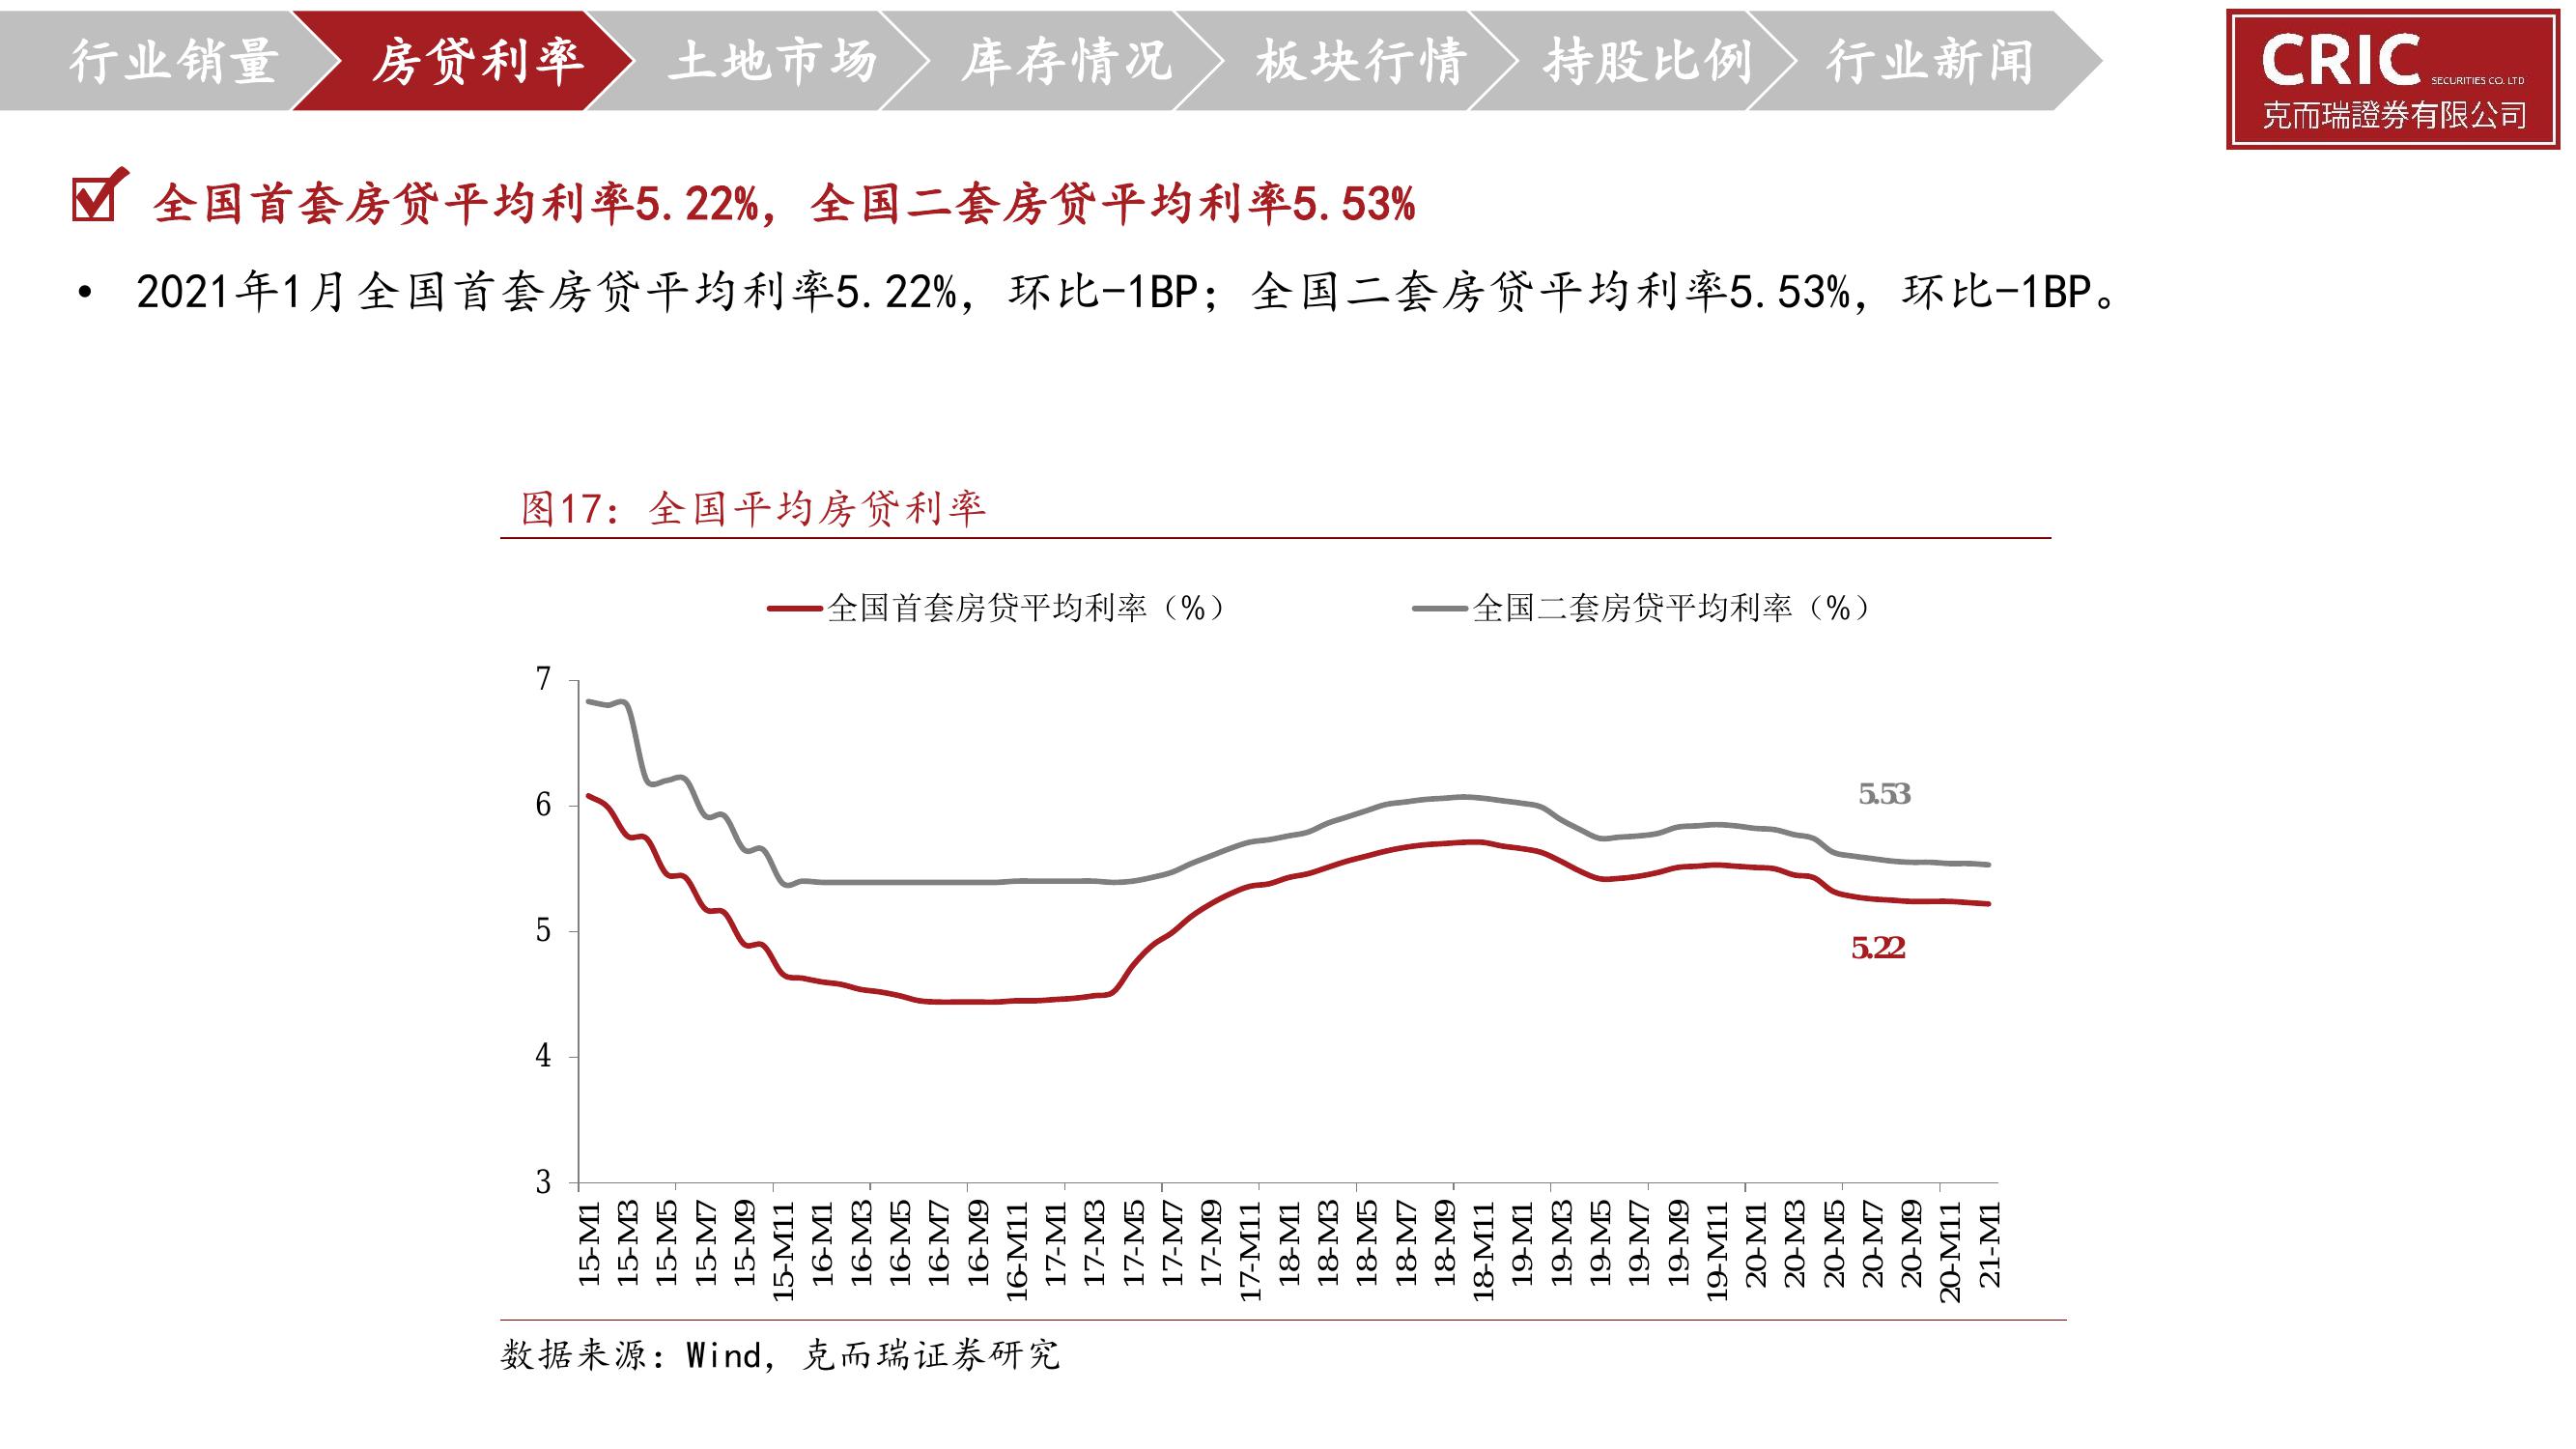 行业销量 房贷利率 土地市场 库存情况 板块行情 持股比例 行业新闻
CRIC SECURITIES CO. LTD
克而瑞證券有限公司
全国首套房贷平均利率5.22%，全国二套房贷平均利率5.53%
• 2021年1月全国首套房贷平均利率5.22%，环比-1BP；全国二套房贷平均利率5.53%，环比-1BP。
图17：全国平均房贷利率
全国首套房贷平均利率（%） 全国二套房贷平均利率（%）
7
6
5
4
3
5.53
5.22
15-M1 15-M3 15-M5 15-M7 15-M9 15-M11 16-M1 16-M3 16-M5 16-M7 16-M9 16-M11 17-M1 17-M3 17-M5 17-M7 17-M9 17-M11 18-M1 18-M3 18-M5 18-M7 18-M9 18-M11 19-M1 19-M3 19-M5 19-M7 19-M9 19-M11 20-M1 20-M3 20-M5 20-M7 20-M9 20-M11 21-M1
数据来源：Wind，克而瑞证券研究